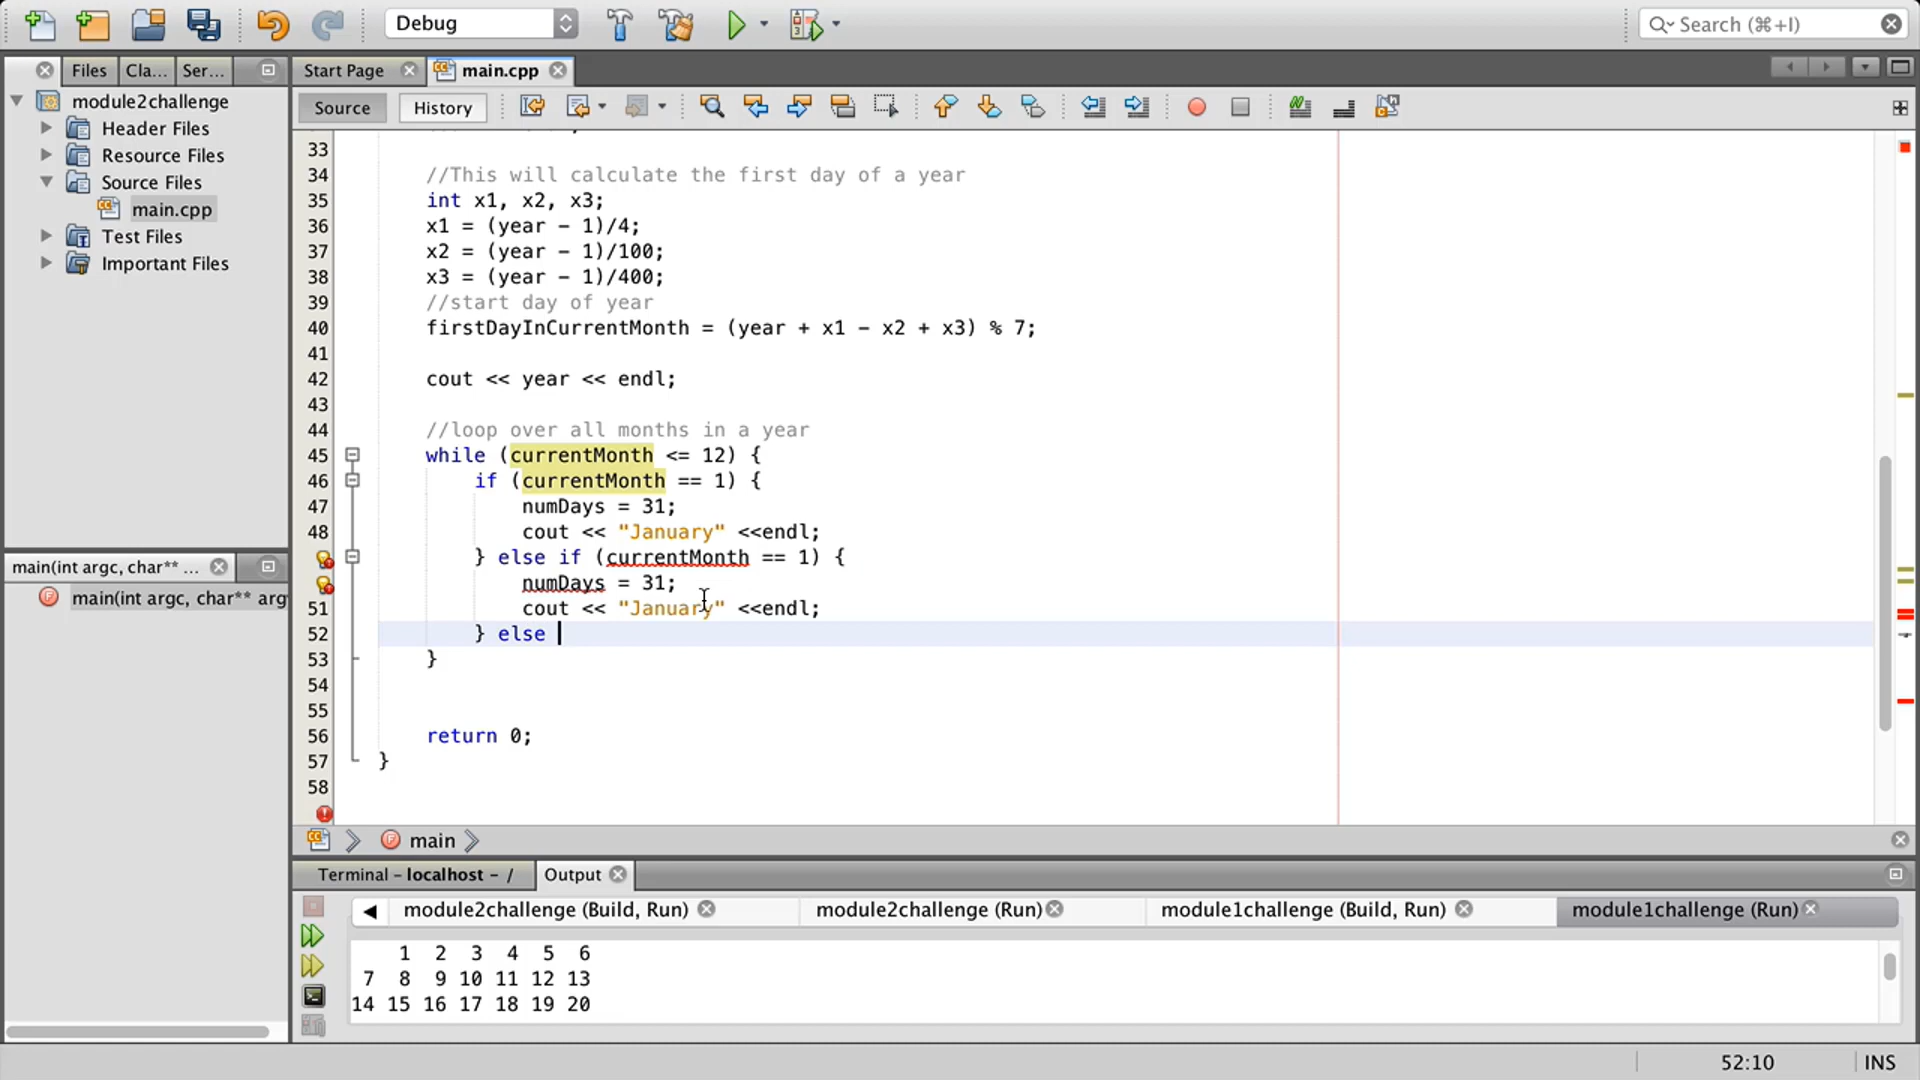 Debug
Search (⌘+I)
Files
Cla...
Ser...
Start Page
main.cpp
module2challenge
Header Files
Resource Files
Source Files
main.cpp
Test Files
Important Files
Source
History
33
34 //This will calculate the first day of a year
35 int x1, x2, x3;
36 x1 = (year - 1)/4;
37 x2 = (year - 1)/100;
38 x3 = (year - 1)/400;
39 //start day of year
40 firstDayInCurrentMonth = (year + x1 - x2 + x3) % 7;
41
42 cout << year << endl;
43
44 //loop over all months in a year
45 while (currentMonth <= 12) {
46 if (currentMonth == 1) {
47 numDays = 31;
48 cout << "January" <<endl;
} else if (currentMonth == 1) {
numDays = 31;
51 cout << "January" <<endl;
52 } else
53 }
54
55
56 return 0;
57 }
58
main(int argc, char** ...
main(int argc, char** arg
main
Terminal - localhost - /
Output
module2challenge (Build, Run)
module2challenge (Run)
module1challenge (Build, Run)
module1challenge (Run)
1 2 3 4 5 6
7 8 9 10 11 12 13
14 15 16 17 18 19 20
52:10
INS